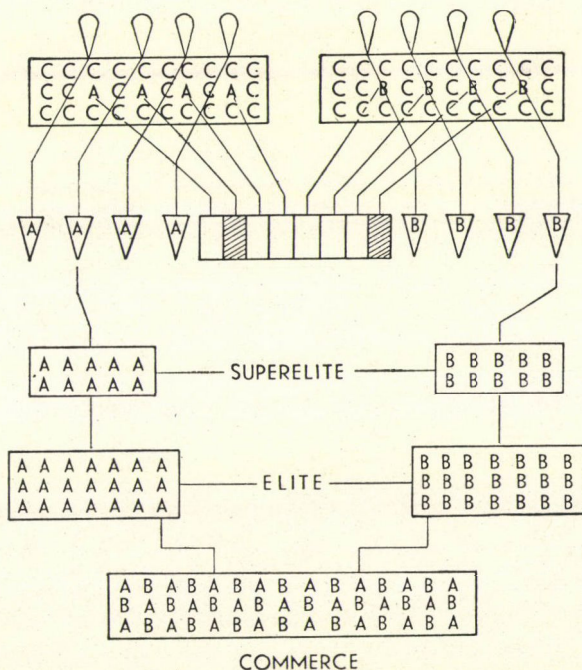 C C C C C C C C C C C C C C C C C C C C
C C A C A C A C A C C C B C B C B C B C
C C C C C C C C C C C C C C C C C C C C
A A A A B B B B
A A A A A SUPERELITE B B B B B
A A A A A B B B B B
A A A A A A A B B B B B B B
A A A A A A A ELITE B B B B B B B
A A A A A A A B B B B B B B
A B A B A B A B A B A B A B A
B A B A B A B A B A B A B A B
A B A B A B A B A B A B A B A
COMMERCE